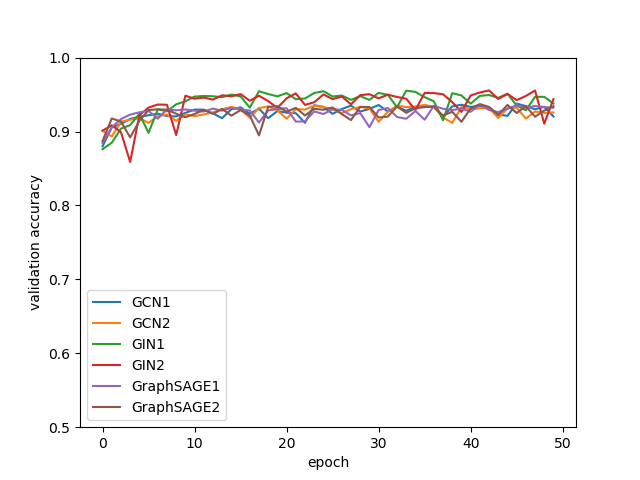 1.0
0.9
0.8
0.7
0.6
0.5
validation accuracy
GCN1
GCN2
GIN1
GIN2
GraphSAGE1
GraphSAGE2
0 10 20 30 40 50
epoch